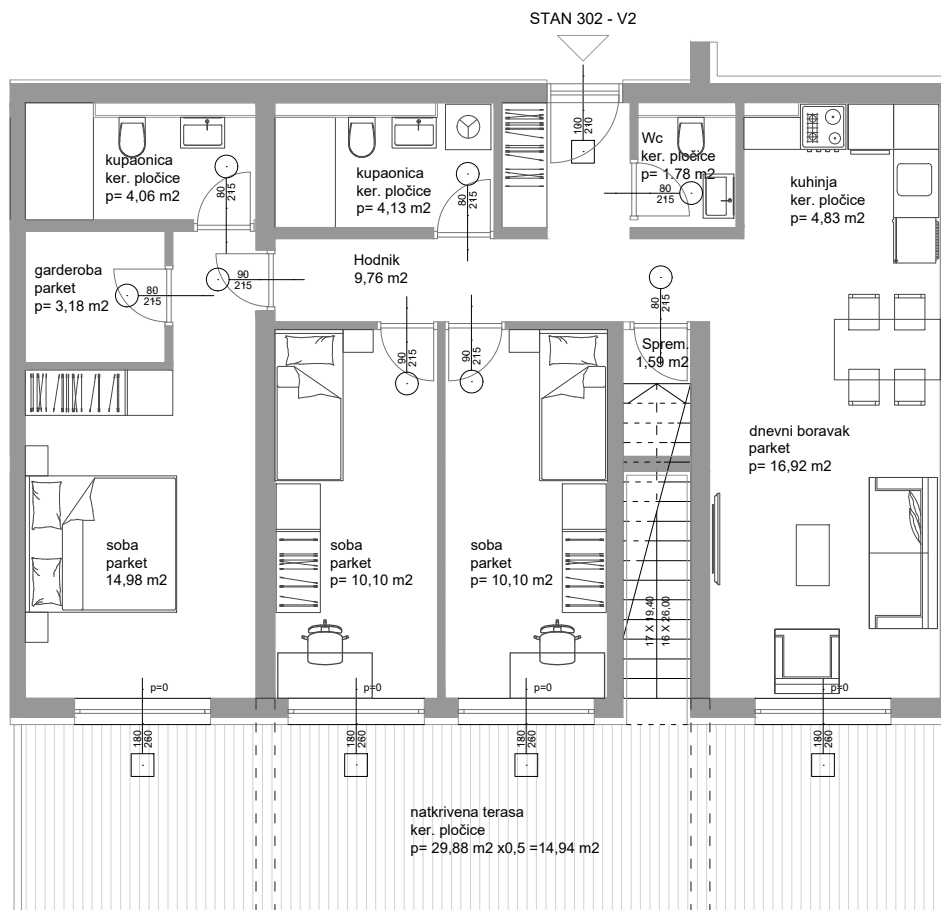 STAN 302 - V2
100
210
kupaonica
ker. pločice
p= 4,06 m2
80
215
kupaonica
ker. pločice
p= 4,13 m2
80
215
Wc
ker. pločice
p= 1,78 m2
80
215
kuhinja
ker. pločice
p= 4,83 m2
garderoba
parket
p= 3,18 m2
80
215
90
215
Hodnik
9,76 m2
80
215
90
215
90
215
Sprem.
1,59 m2
dnevni boravak
parket
p= 16,92 m2
soba
parket
14,98 m2
soba
parket
p= 10,10 m2
soba
parket
p= 10,10 m2
17 X 19,40
16 X 26,00
p=0
p=0
p=0
180
260
180
260
180
260
180
260
natkrivena terasa
ker. pločice
p= 29,88 m2 x0,5 =14,94 m2